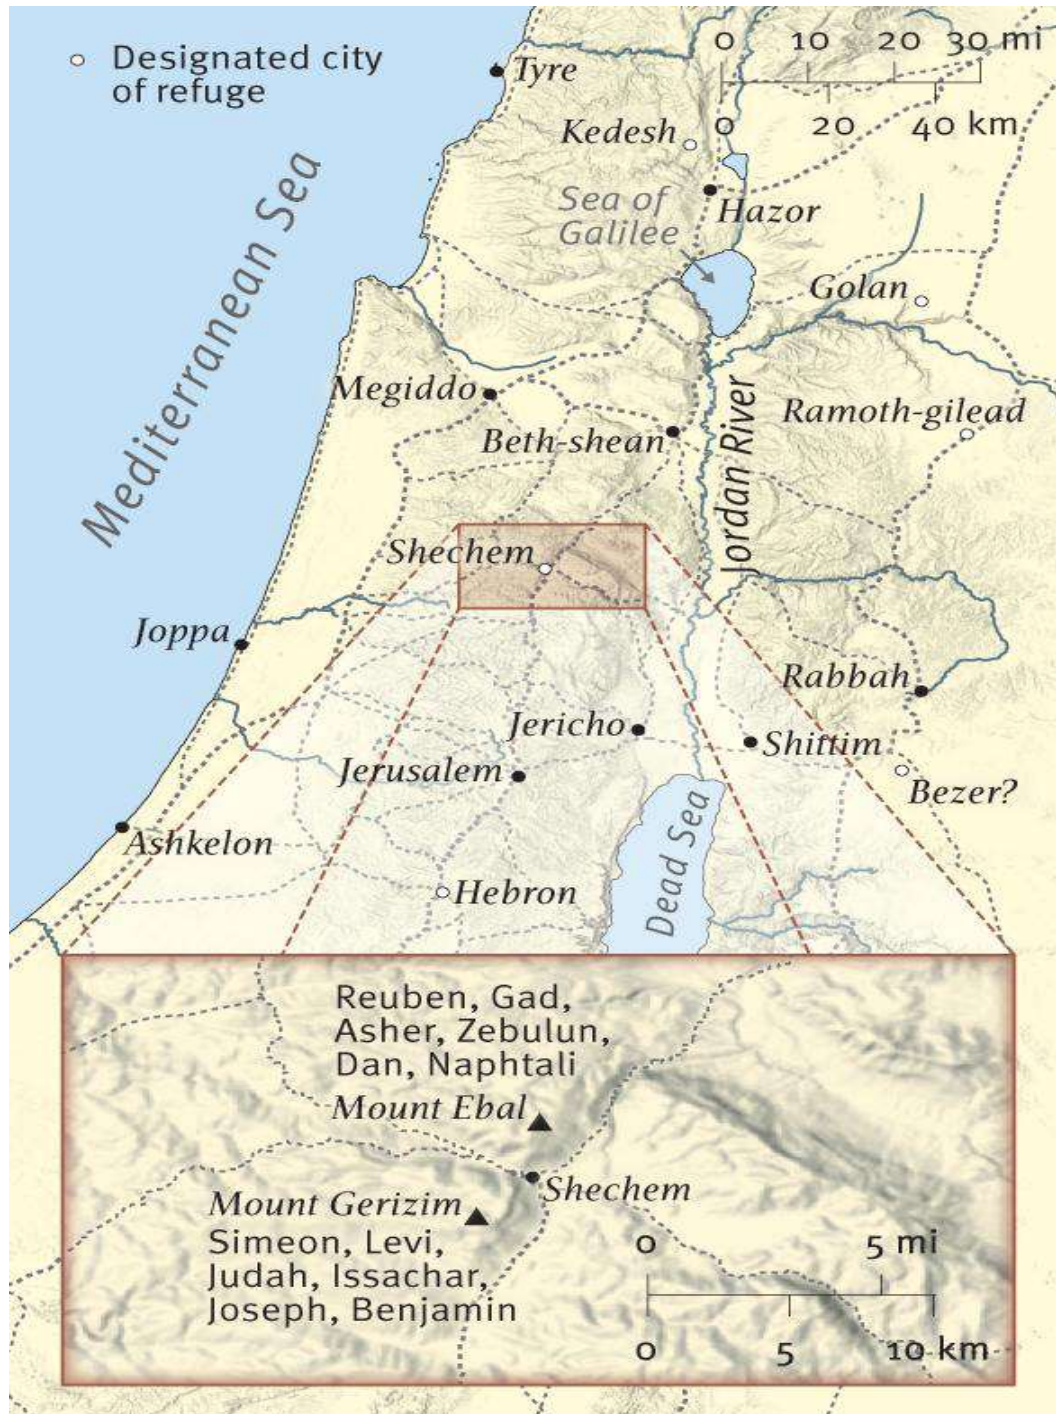 Designated city
of refuge
0 10 20 30 mi
0 20 40 km
Tyre
Kedesh
Sea of
Galilee
Hazor
Mediterranean Sea
Golan
Megiddo
Jordan River
Ramoth-gilead
Beth-shean
Shechem
Joppa
Rabbah
Jericho
Shittim
Jerusalem
Bezer?
Ashkelon
Dead Sea
Hebron
Reuben, Gad,
Asher, Zebulun,
Dan, Naphtali
Mount Ebal
Shechem
Mount Gerizim
Simeon, Levi,
Judah, Issachar,
Joseph, Benjamin
0 5 mi
0 5 10 km